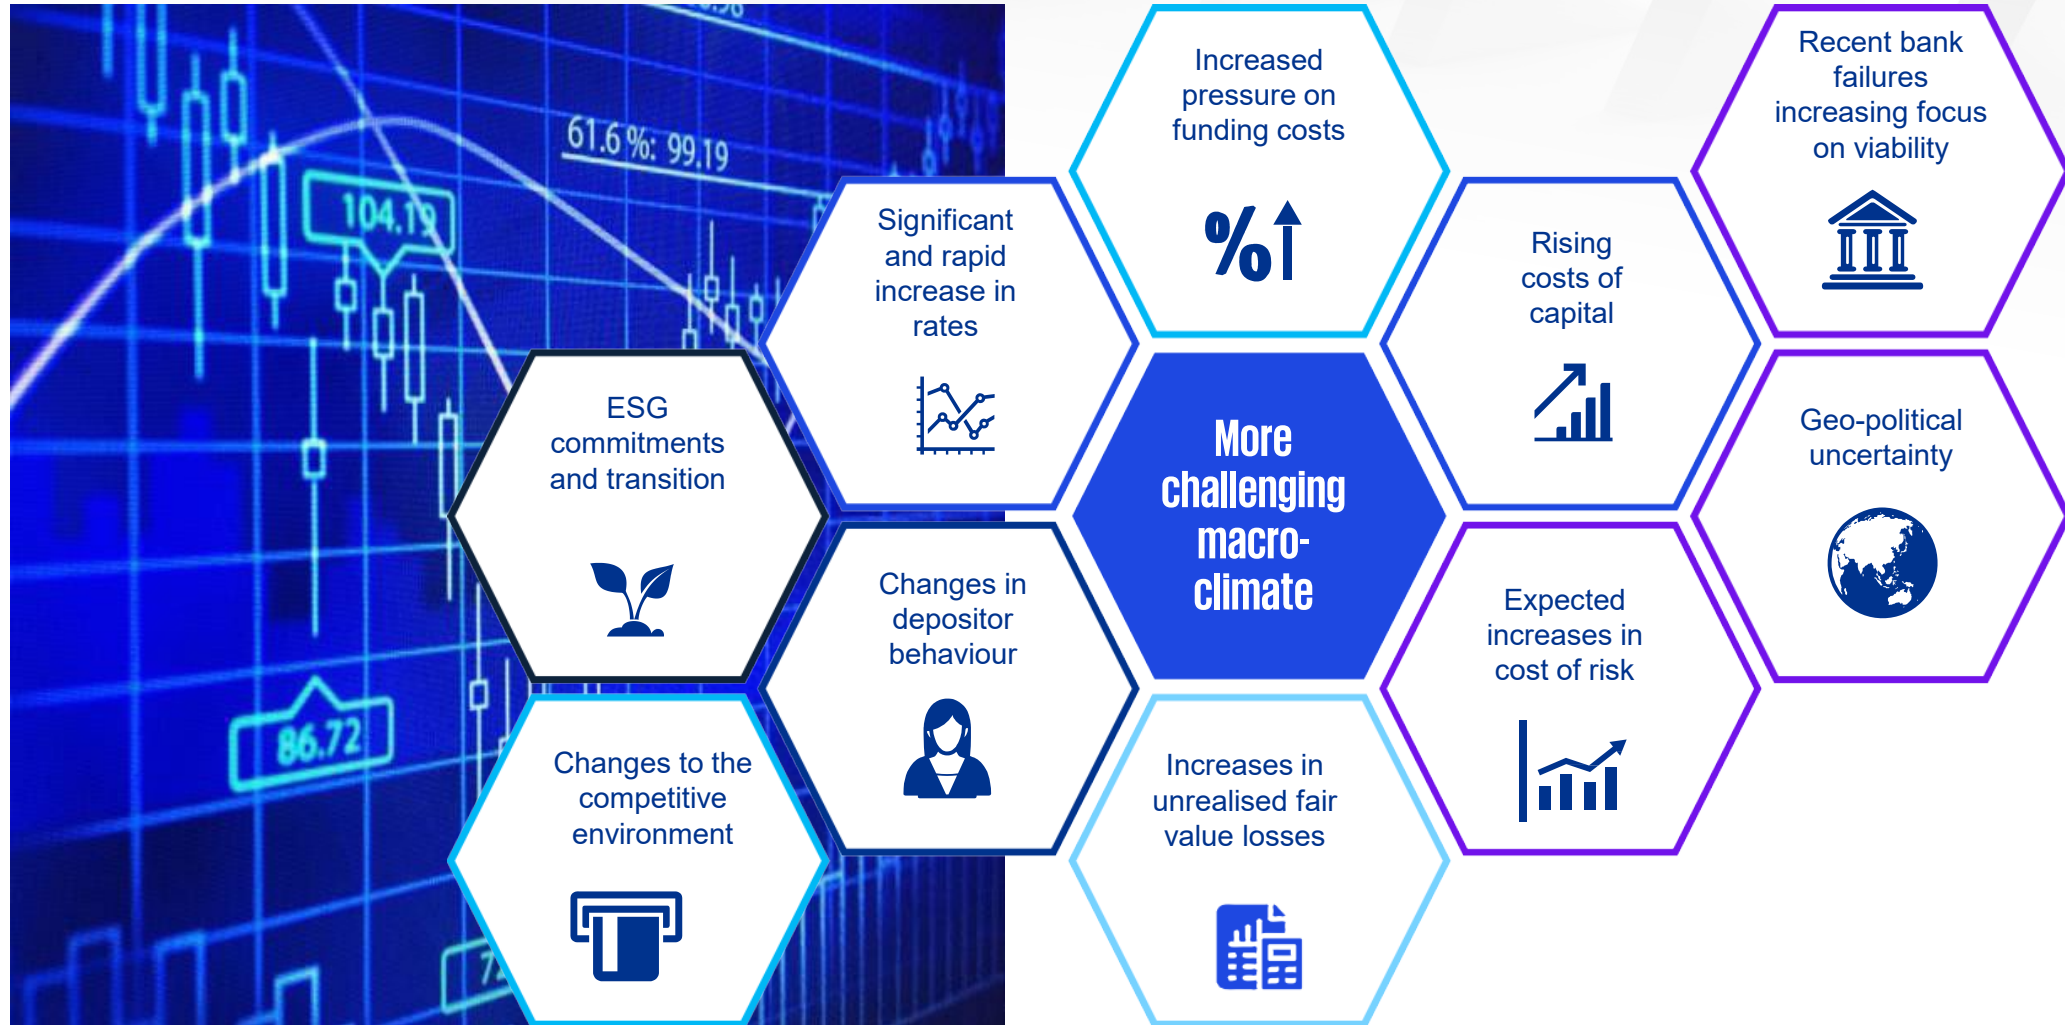 61.6 %: 99.19
104.19
86.72
Increased
pressure on
funding costs
%
Recent bank
failures
increasing focus
on viability
Significant
and rapid
increase in
rates
Rising
costs of
capital
ESG
commitments
and transition
More
challenging
macro-
climate
Geo-political
uncertainty
Changes in
depositor
behaviour
Expected
increases in
cost of risk
Changes to the
competitive
environment
Increases in
unrealised fair
value losses